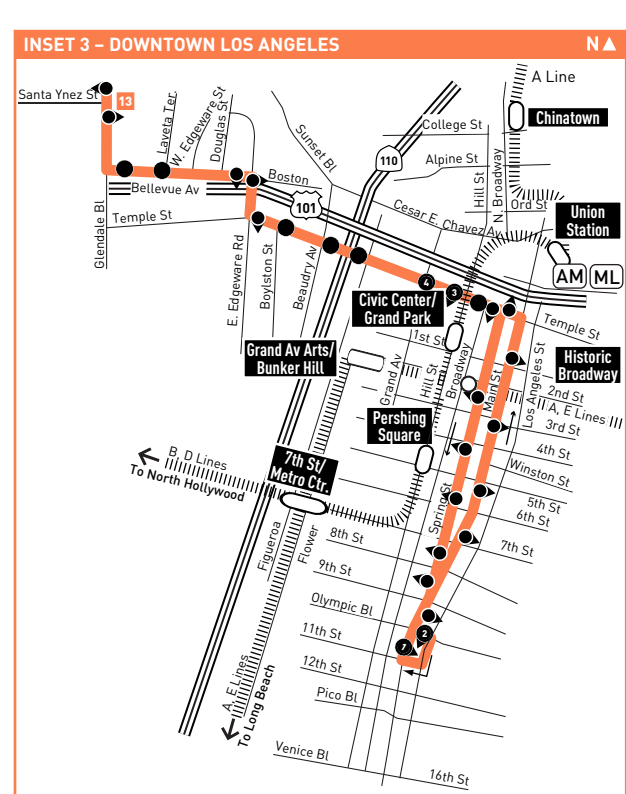 INSET 3 – DOWNTOWN LOS ANGELES
N
A Line
Santa Ynez St
13
Laveta Ter.
W. Edgeware St
Douglas St
Sunset Bl
110
College St
Chinatown
Alpine St
Hill St
N. Broadway
Ord St
Boston
Bellevue Av
101
Cesar E. Chavez Av
Union
Station
AM
ML
Glendale Bl
Temple St
E. Edgeware Rd
Boylston St
Beaudry Av
4
3
Civic Center/
Grand Park
1st St
Temple St
Grand Av Arts/
Bunker Hill
Grand Av
Hill St
Broadway
Main St
Los Angeles St
Historic
Broadway
2nd St
A, E Lines
3rd St
Pershing
Square
4th St
Winston St
5th St
6th St
7th St
B, D Lines
To North Hollywood
7th St/
Metro Ctr.
Spring St
Figueroa
Flower
8th St
9th St
Olympic Bl
11th St
12th St
1
2
Pico Bl
A, E Lines
To Long Beach
Venice Bl
16th St